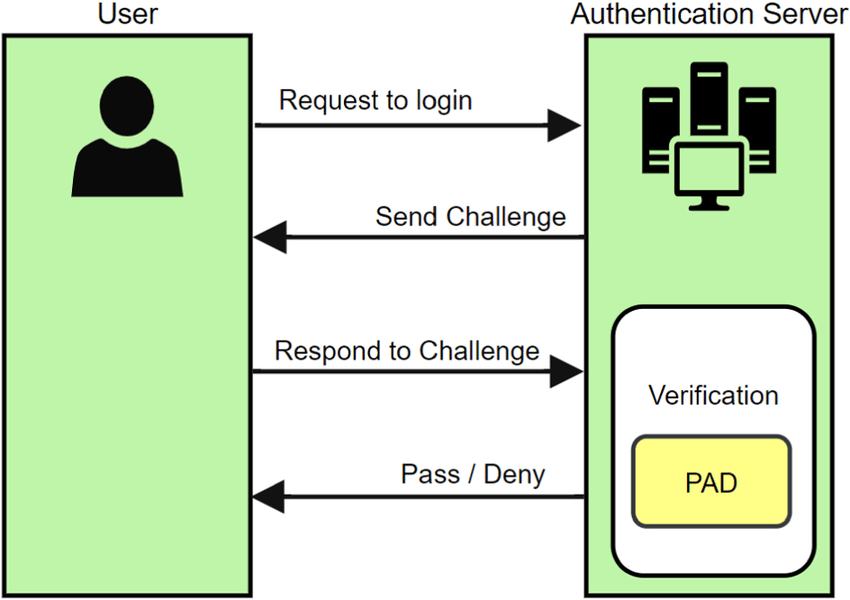 User
Authentication Server
Request to login
Send Challenge
Respond to Challenge
Verification
PAD
Pass / Deny